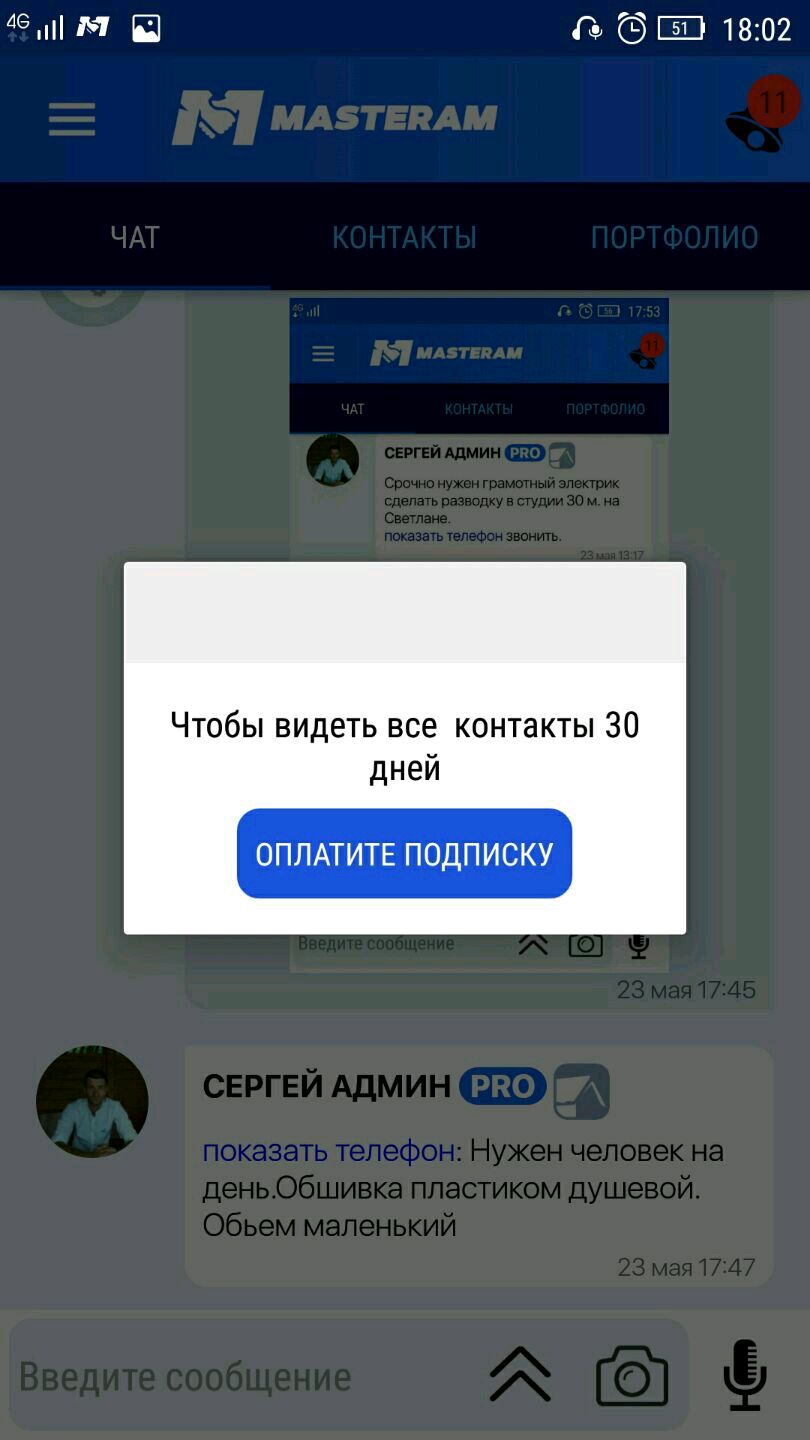 4G 51 18:02
MASTERAM 11
ЧАТ КОНТАКТЫ ПОРТФОЛИО
4G 56 17:53
MASTERAM 11
ЧАТ КОНТАКТЫ ПОРТФОЛИО
СЕРГЕЙ АДМИН PRO
Срочно нужен грамотный электрик
сделать разводку в студии 30 м. на
Светлане.
показать телефон звонить.
23 мая 13:17
Чтобы видеть все контакты 30
дней
ОПЛАТИТЕ ПОДПИСКУ
Введите сообщение
23 мая 17:45
СЕРГЕЙ АДМИН PRO
показать телефон: Нужен человек на
день.Обшивка пластиком душевой.
Обьем маленький
23 мая 17:47
Введите сообщение